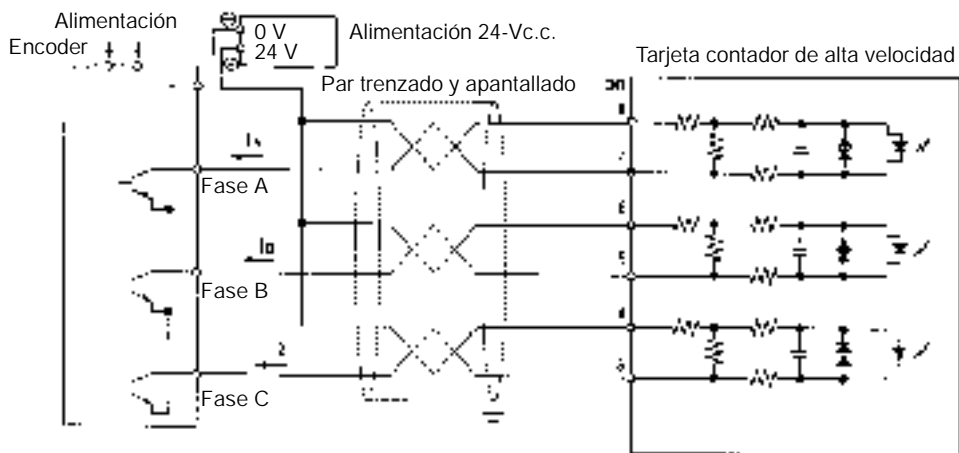 Alimentación
Encoder
0 V
24 V
Alimentación 24-Vc.c.
Par trenzado y apantallado
Tarjeta contador de alta velocidad
Fase A
Fase B
Fase C